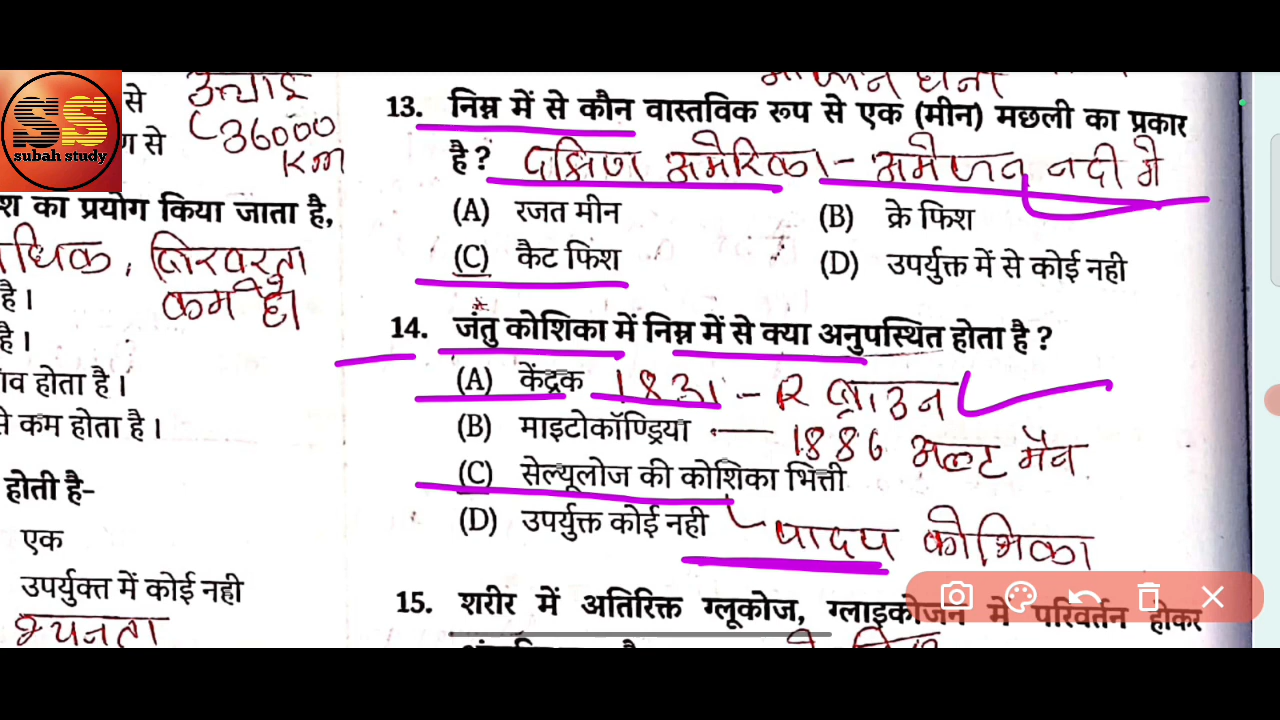 SS
subah study
से
ण से
उचाई
36000
Km
श का प्रयोग किया जाता है,
है।
कम है।
है।
ाव होता है।
से कम होता है।
होती है-
एक
उपर्युक्त में कोई नही
13. निम्न में से कौन वास्तविक रूप से एक (मीन) मछली का प्रकार
है? दक्षिण अमेरिका - अमेजन नदी मे
(A) रजत मीन (B) क्रे फिश
(C) कैट फिश (D) उपर्युक्त में से कोई नही
14. जंतु कोशिका में निम्न में से क्या अनुपस्थित होता है ?
(A) केंद्रक 1831 - R ब्राउन
(B) माइटोकॉण्ड्रिया — 1886 अल्ट मैन
(C) सेल्यूलोज की कोशिका भित्ती
(D) उपर्युक्त कोई नही पादप कोशिका
15. शरीर में अतिरिक्त ग्लूकोज, ग्लाइकोजन में परिवर्तन होकर